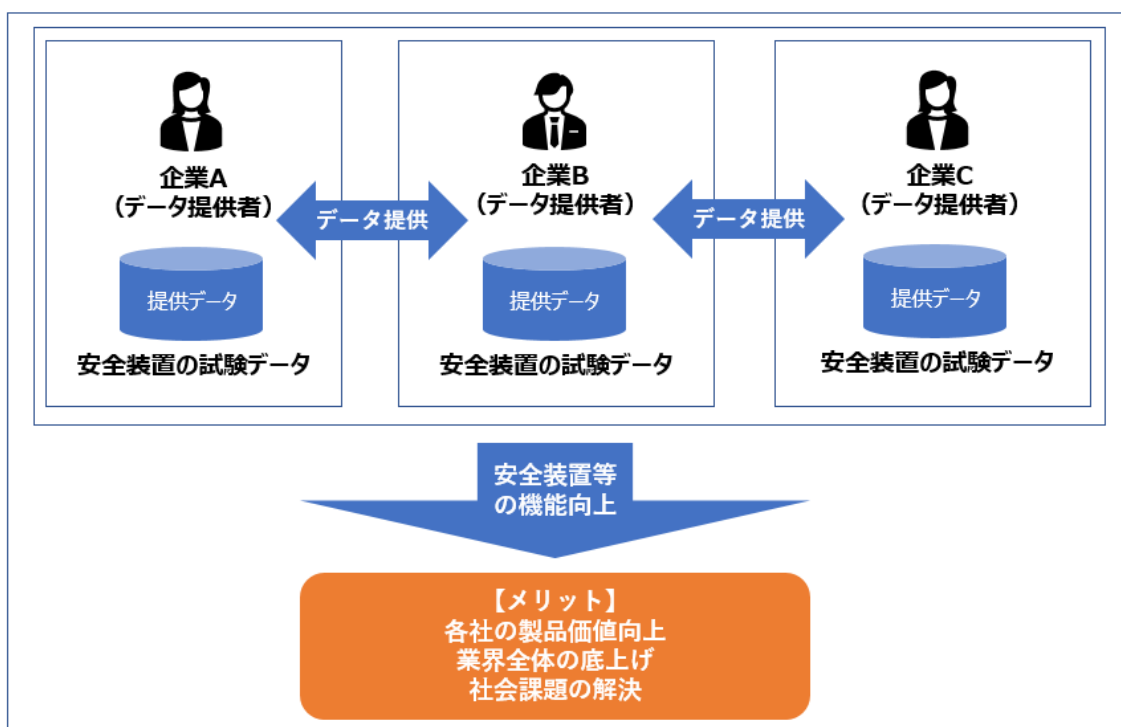 企業A
(データ提供者)
データ提供
企業B
(データ提供者)
データ提供
企業C
(データ提供者)
提供データ
提供データ
提供データ
安全装置の試験データ
安全装置の試験データ
安全装置の試験データ
安全装置等
の機能向上
【メリット】
各社の製品価値向上
業界全体の底上げ
社会課題の解決